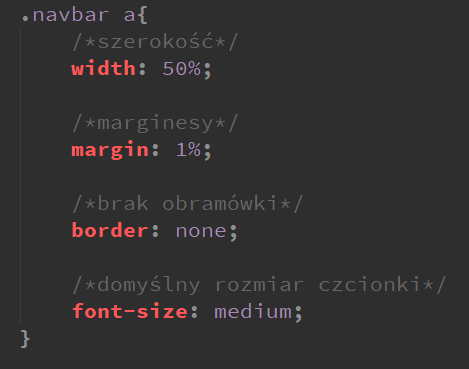 .navbar a{
/*szerokość*/
width: 50%;
/*marginesy*/
margin: 1%;
/*brak obramówki*/
border: none;
/*domyślny rozmiar czcionki*/
font-size: medium;
}